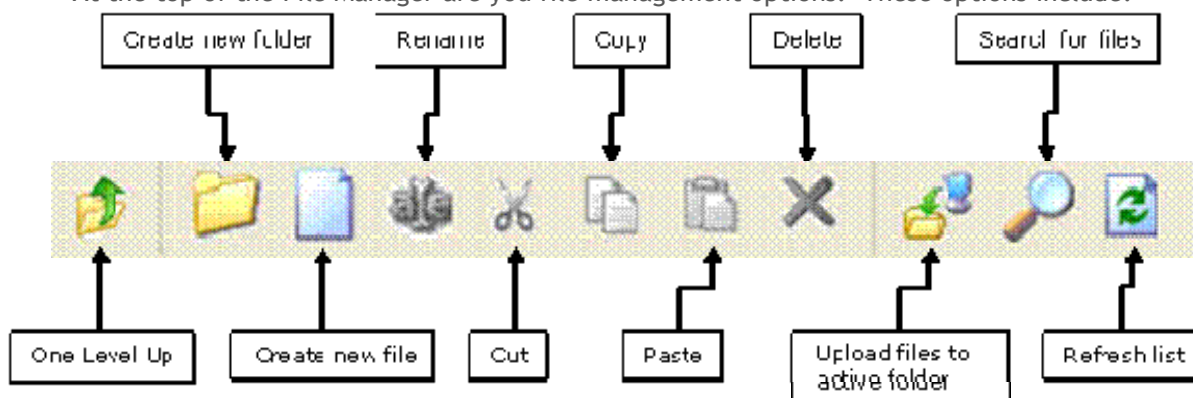 At the top of the File Manager are you file management options. These options include:
Create new folder
Rename
Copy
Delete
Search for files
One Level Up
Create new file
Cut
Paste
Upload files to
active folder
Refresh list